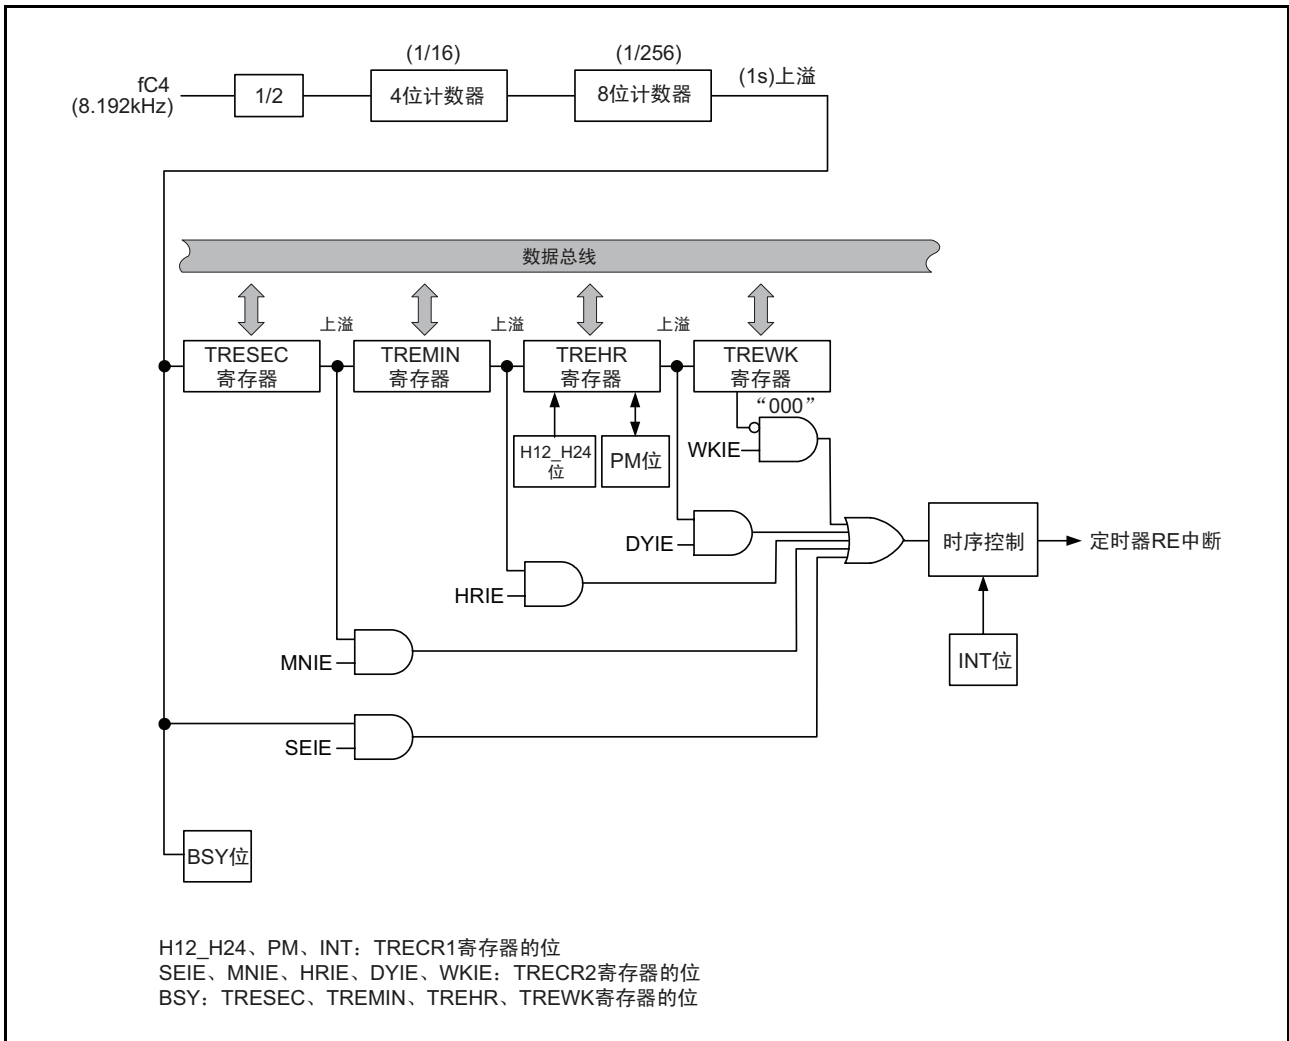 (1/16)
(1/256)
(1s)上溢
fC4
(8.192kHz)
1/2
4位计数器
8位计数器
数据总线
上溢
上溢
上溢
TRESEC
寄存器
TREMIN
寄存器
TREHR
寄存器
TREWK
寄存器
“000”
H12_H24
位
PM位
WKIE
DYIE
时序控制
定时器RE中断
HRIE
MNIE
INT位
SEIE
BSY位
H12_H24、PM、INT：TRECR1寄存器的位
SEIE、MNIE、HRIE、DYIE、WKIE：TRECR2寄存器的位
BSY：TRESEC、TREMIN、TREHR、TREWK寄存器的位